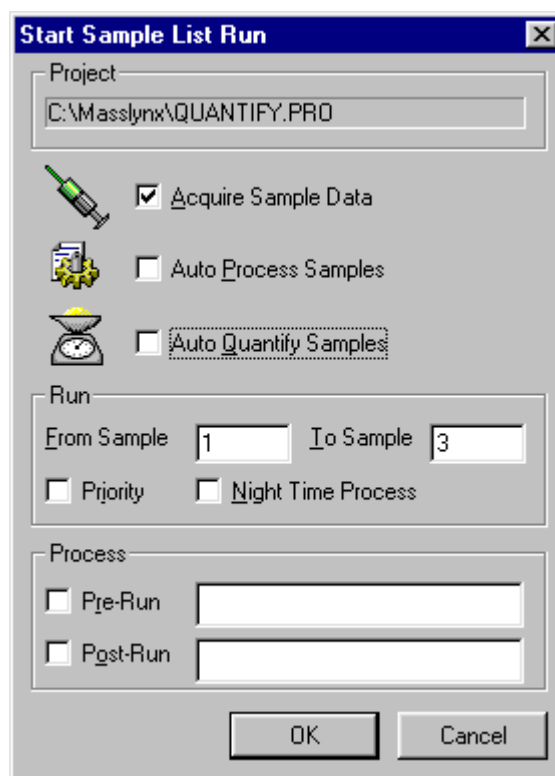 Start Sample List Run
Project
C:\Masslynx\QUANTIFY.PRO
Acquire Sample Data
Auto Process Samples
Auto Quantify Samples
Run
From Sample 1 To Sample 3
Priority Night Time Process
Process
Pre-Run
Post-Run
OK Cancel